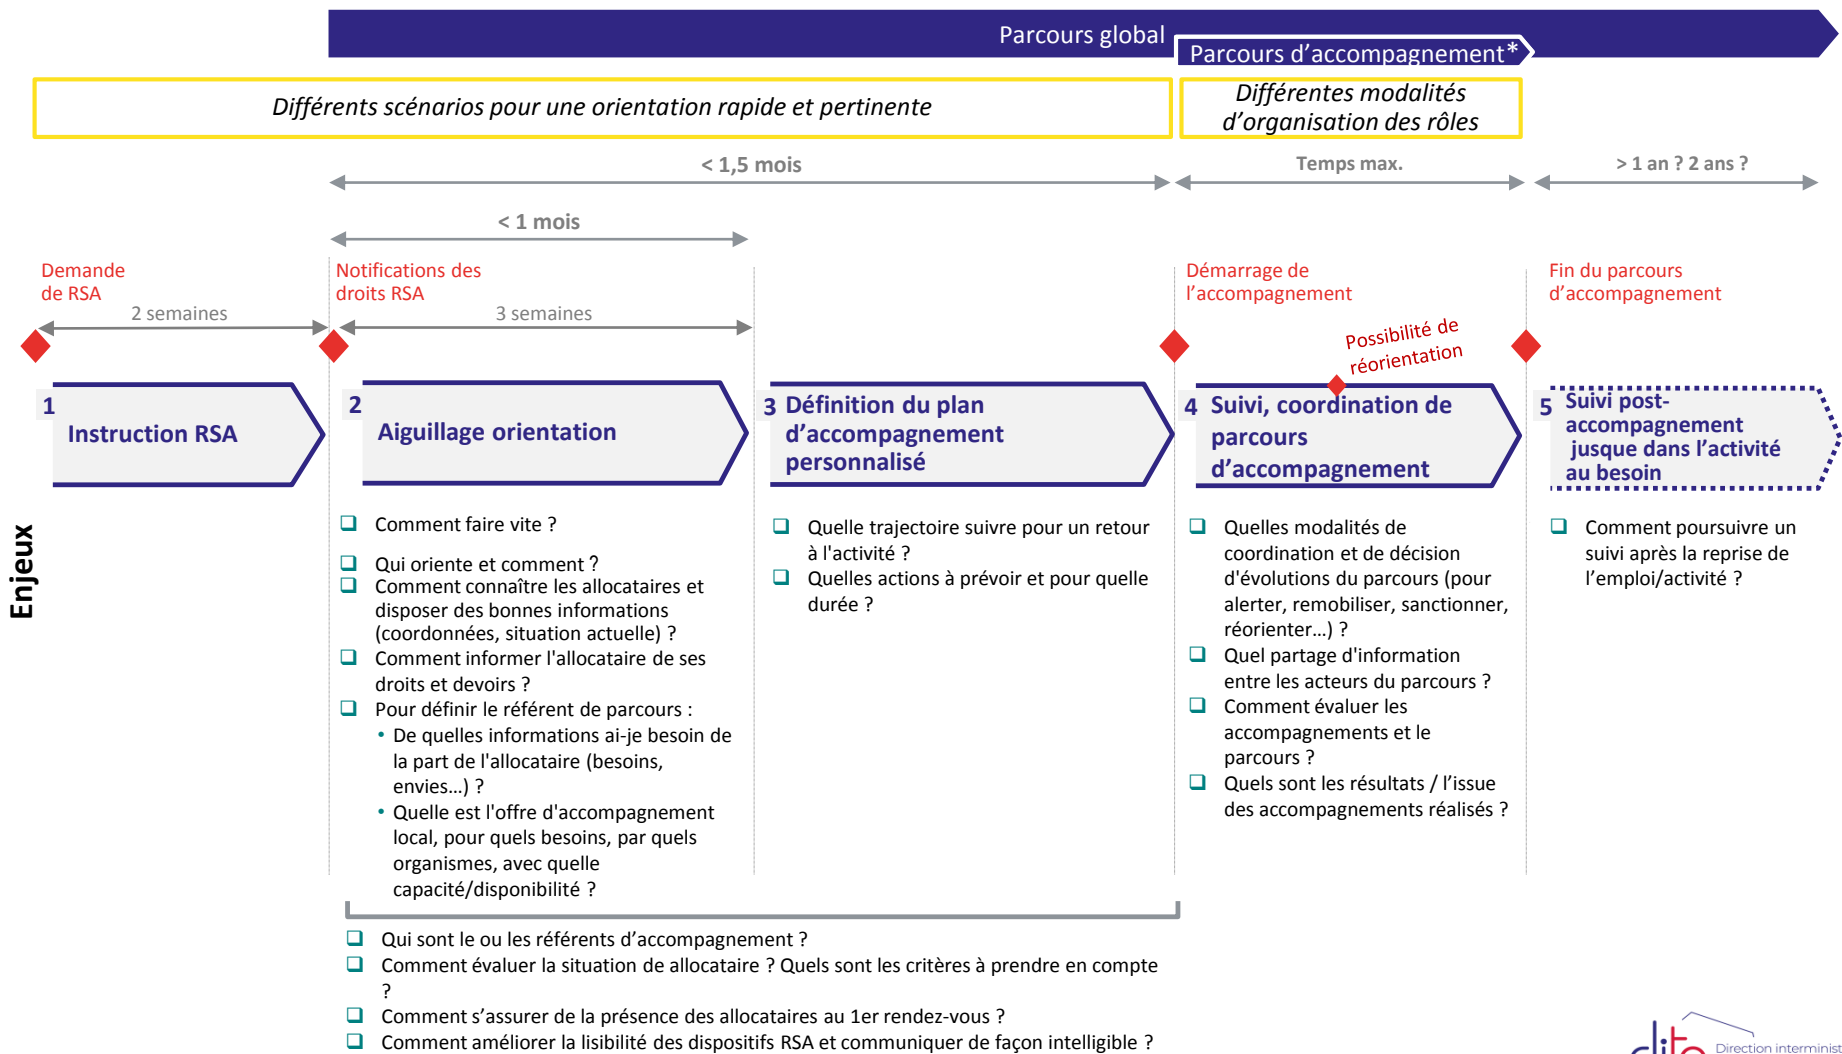 Parcours global
Parcours d'accompagnement*
Différents scénarios pour une orientation rapide et pertinente
Différentes modalités
d'organisation des rôles
< 1,5 mois
Temps max.
> 1 an ? 2 ans ?
< 1 mois
Demande
de RSA
Notifications des
droits RSA
Démarrage de
l'accompagnement
Fin du parcours
d'accompagnement
2 semaines
3 semaines
Possibilité de
réorientation
1
Instruction RSA
2
Aiguillage orientation
3 Définition du plan
d'accompagnement
personnalisé
4 Suivi, coordination de
parcours
d'accompagnement
5 Suivi post-
accompagnement
jusque dans l'activité
au besoin
Enjeux
Comment faire vite ?
Qui oriente et comment ?
Comment connaître les allocataires et
disposer des bonnes informations
(coordonnées, situation actuelle) ?
Comment informer l'allocataire de ses
droits et devoirs ?
Pour définir le référent de parcours :
• De quelles informations ai-je besoin de
la part de l'allocataire (besoins,
envies…) ?
• Quelle est l'offre d'accompagnement
local, pour quels besoins, par quels
organismes, avec quelle
capacité/disponibilité ?
Quelle trajectoire suivre pour un retour
à l'activité ?
Quelles actions à prévoir et pour quelle
durée ?
Quelles modalités de
coordination et de décision
d'évolutions du parcours (pour
alerter, remobiliser, sanctionner,
réorienter…) ?
Quel partage d'information
entre les acteurs du parcours ?
Comment évaluer les
accompagnements et le
parcours ?
Quels sont les résultats / l'issue
des accompagnements réalisés ?
Comment poursuivre un
suivi après la reprise de
l'emploi/activité ?
Qui sont le ou les référents d'accompagnement ?
Comment évaluer la situation de allocataire ? Quels sont les critères à prendre en compte
?
Comment s'assurer de la présence des allocataires au 1er rendez-vous ?
Comment améliorer la lisibilité des dispositifs RSA et communiquer de façon intelligible ?
Direction interminist